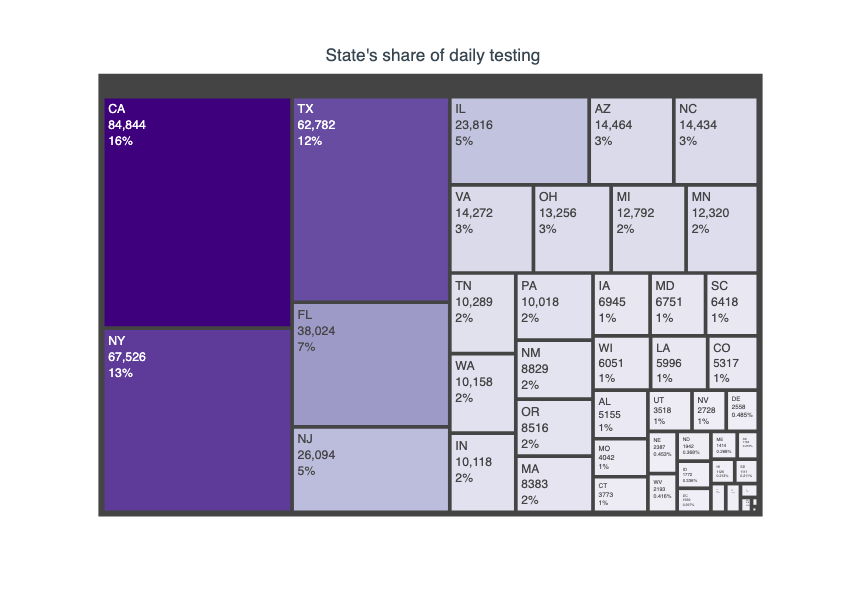 State's share of daily testing
CA
84,844
16%
NY
67,526
13%
TX
62,782
12%
FL
38,024
7%
NJ
26,094
5%
IL
23,816
5%
AZ
14,464
3%
NC
14,434
3%
VA
14,272
3%
OH
13,256
3%
MI
12,792
2%
MN
12,320
2%
TN
10,289
2%
WA
10,158
2%
IN
10,118
2%
PA
10,018
2%
NM
8829
2%
OR
8516
2%
MA
8383
2%
IA
6945
1%
MD
6751
1%
SC
6418
1%
WI
6051
1%
LA
5996
1%
CO
5317
1%
AL
5155
1%
MO
4042
1%
CT
3773
1%
UT
3518
1%
NV
2728
1%
DE
2558
0.485%
NE
2387
0.453%
WV
2193
0.416%
ND
1942
0.368%
ID
1772
0.336%
ME
1414
0.268%